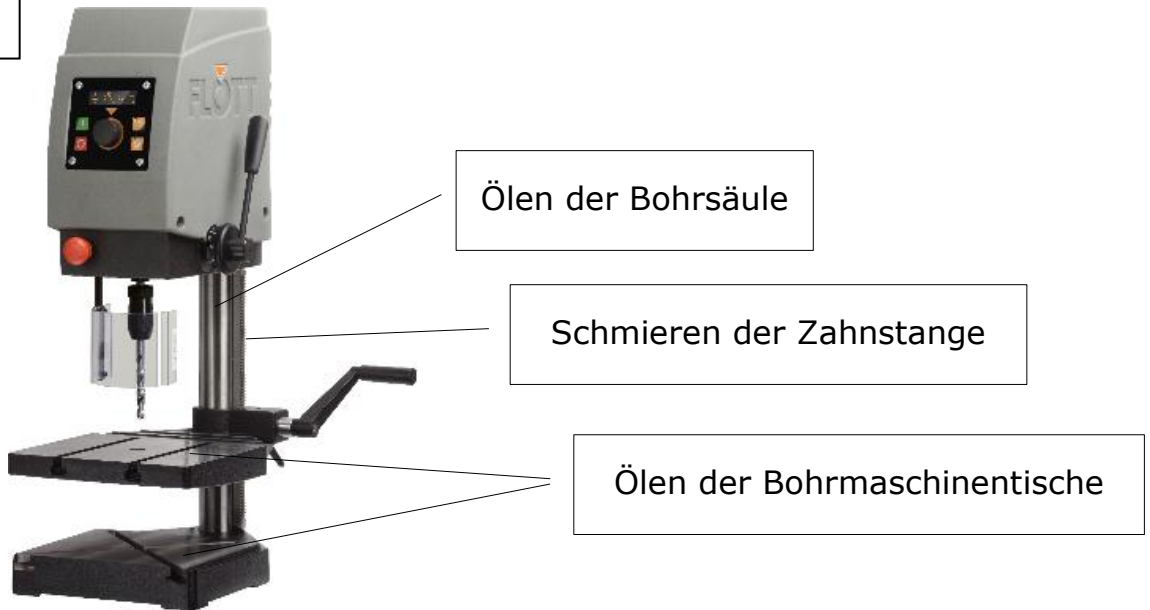 FLOTT
Ölen der Bohrsäule
Schmieren der Zahnstange
Ölen der Bohrmaschinentische